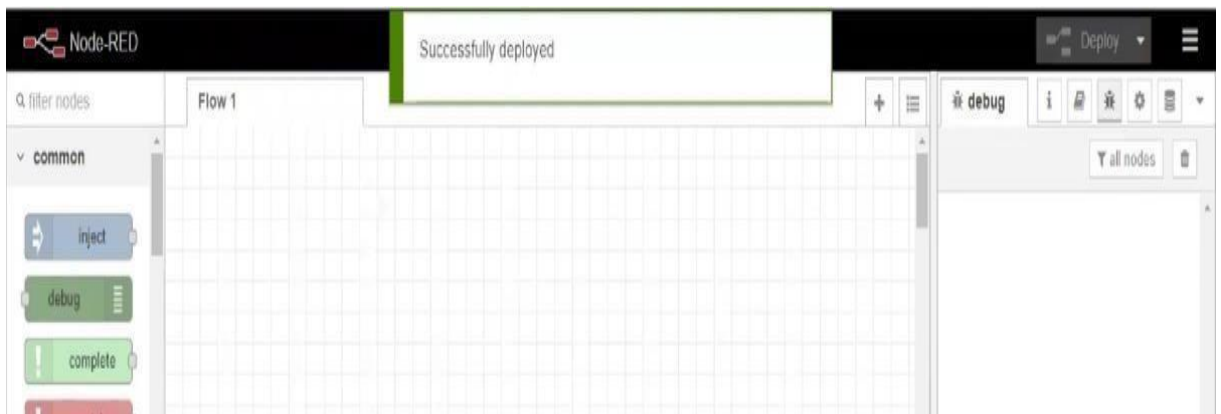 Node-RED
Successfully deployed
Deploy
filter nodes
Flow 1
debug
i
all nodes
common
inject
debug
complete